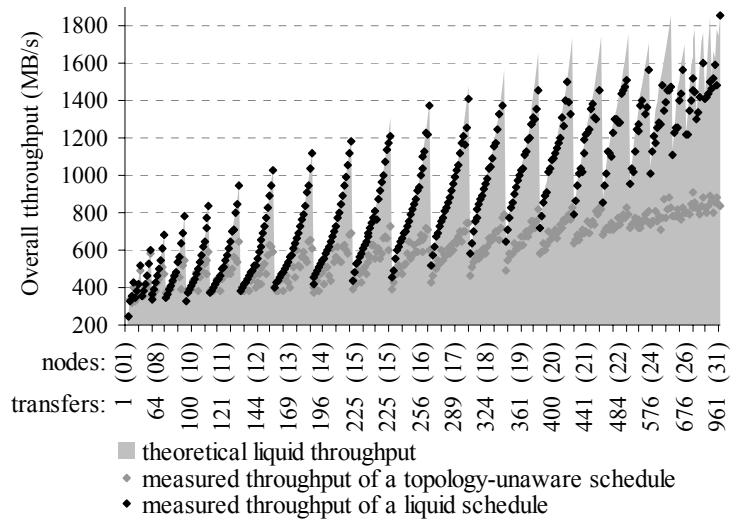 Overall tthroughput (MB/s)
1800
1600
1400
1200
1000
800
600
400
200
nodes: (01) (08) (10) (11) (12) (13) (14) (15) (15) (16) (17) (18) (19) (20) (21) (22) (24) (26) (31)
transfers: 1 64 100 121 144 169 196 225 225 256 289 324 361 400 441 484 576 676 961
theoretical liquid throughput
measured throughput of a topology-unaware schedule
measured throughput of a liquid schedule